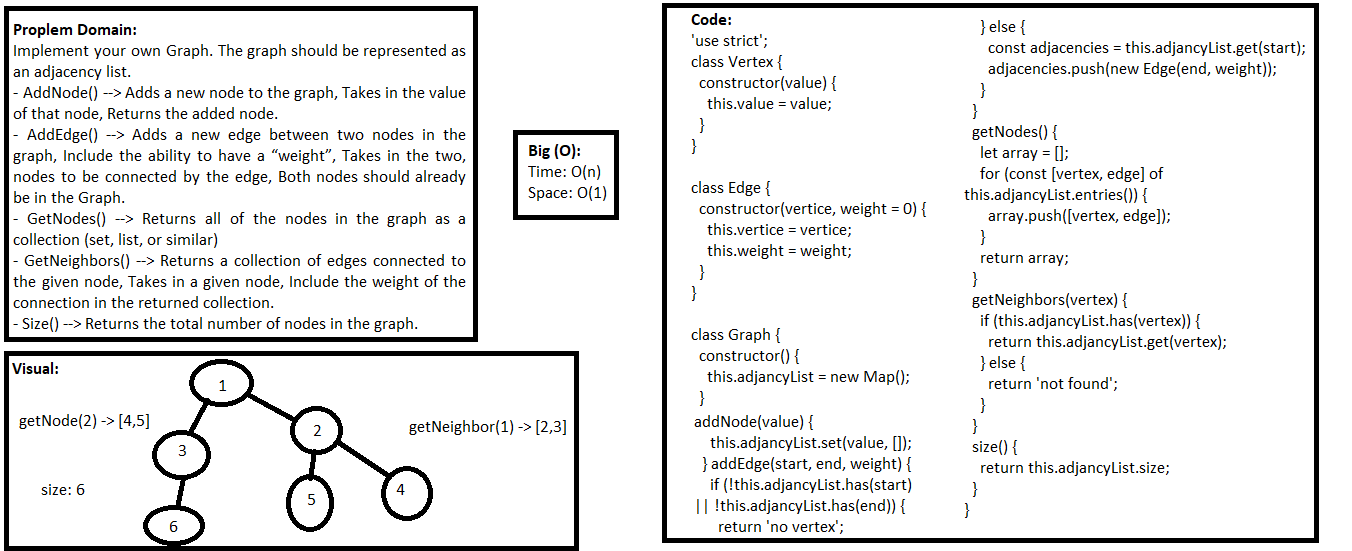 Proplem Domain:
Implement your own Graph. The graph should be represented as
an adjacency list.
- AddNode() --> Adds a new node to the graph, Takes in the value
of that node, Returns the added node.
- AddEdge() --> Adds a new edge between two nodes in the
graph, Include the ability to have a “weight”, Takes in the two,
nodes to be connected by the edge, Both nodes should already
be in the Graph.
- GetNodes() --> Returns all of the nodes in the graph as a
collection (set, list, or similar)
- GetNeighbors() --> Returns a collection of edges connected to
the given node, Takes in a given node, Include the weight of the
connection in the returned collection.
- Size() --> Returns the total number of nodes in the graph.
Visual:
1
getNode(2) -> [4,5]
2
getNeighbor(1) -> [2,3]
3
size: 6
5
4
6
Big (O):
Time: O(n)
Space: O(1)
Code:
'use strict';
class Vertex {
constructor(value) {
this.value = value;
}
}
class Edge {
constructor(vertice, weight = 0) {
this.vertice = vertice;
this.weight = weight;
}
}
class Graph {
constructor() {
this.adjancyList = new Map();
}
addNode(value) {
this.adjancyList.set(value, []);
} addEdge(start, end, weight) {
if (!this.adjancyList.has(start)
|| !this.adjancyList.has(end)) {
return 'no vertex';
} else {
const adjacencies = this.adjancyList.get(start);
adjacencies.push(new Edge(end, weight));
}
}
getNodes() {
let array = [];
for (const [vertex, edge] of
this.adjancyList.entries()) {
array.push([vertex, edge]);
}
return array;
}
getNeighbors(vertex) {
if (this.adjancyList.has(vertex)) {
return this.adjancyList.get(vertex);
} else {
return 'not found';
}
}
size() {
return this.adjancyList.size;
}
}